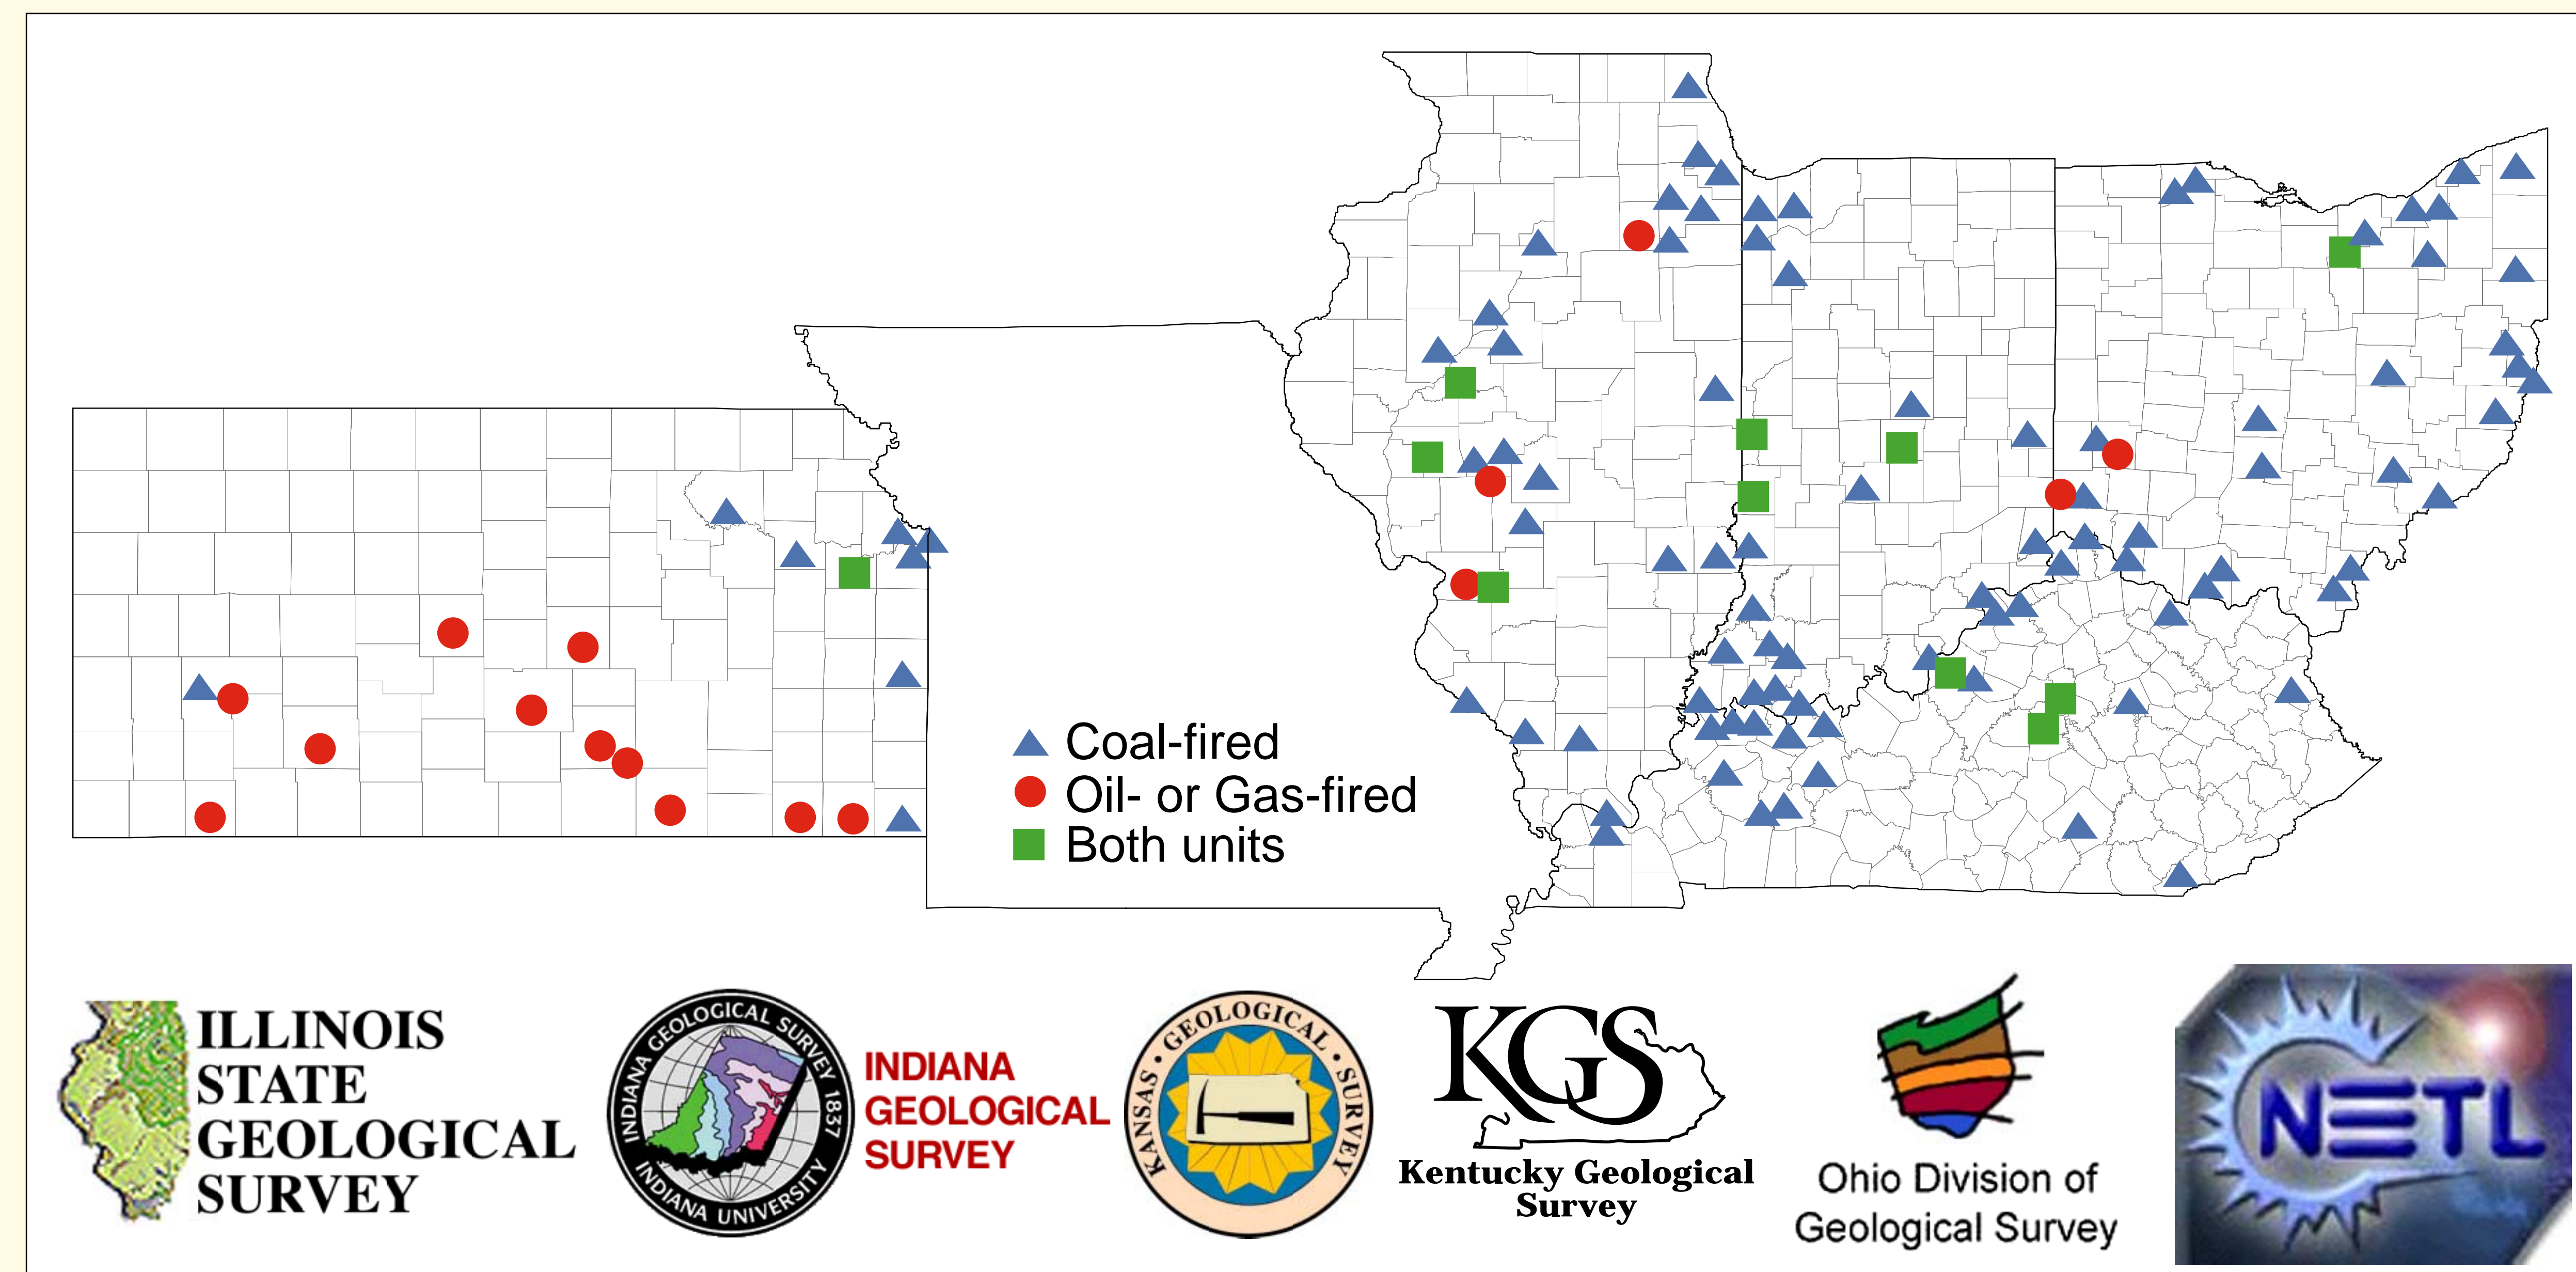 Coal-fired
Oil- or Gas-fired
Both units
ILLINOIS
STATE
GEOLOGICAL
SURVEY
INDIANA GEOLOGICAL SURVEY 1837
INDIANA UNIVERSITY
INDIANA
GEOLOGICAL
SURVEY
KANSAS • GEOLOGICAL • SURVEY
KGS
Kentucky Geological
Survey
Ohio Division of
Geological Survey
NETL